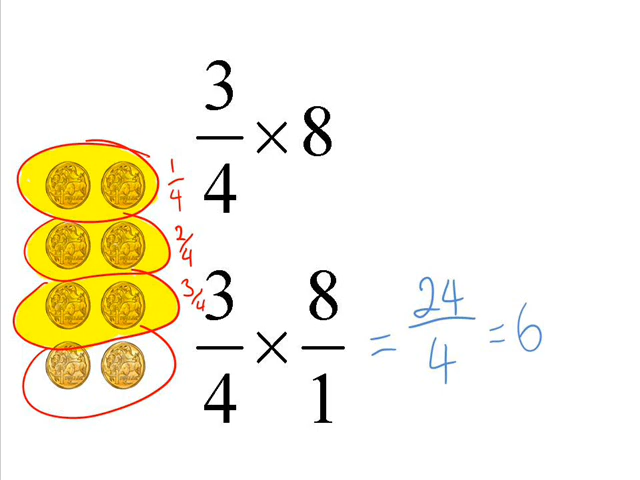 3/4 × 8
1/4
2/4
3/4
3/4 × 8/1 = 24/4 = 6